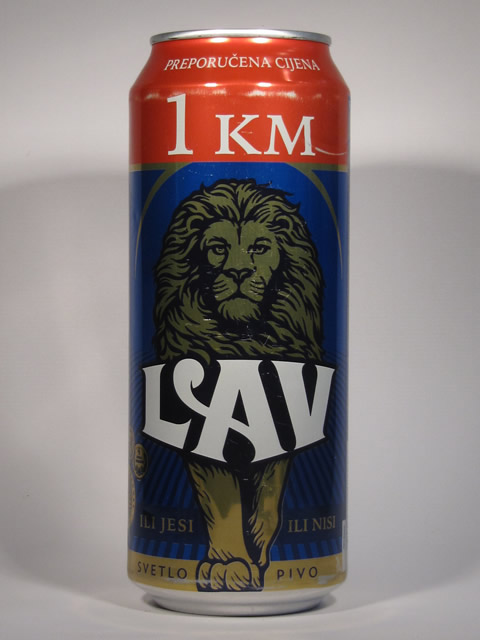 PREPORUČENA CIJENA
1 KM
LAV
ILI JESI ILI NISI
SVETLO PIVO